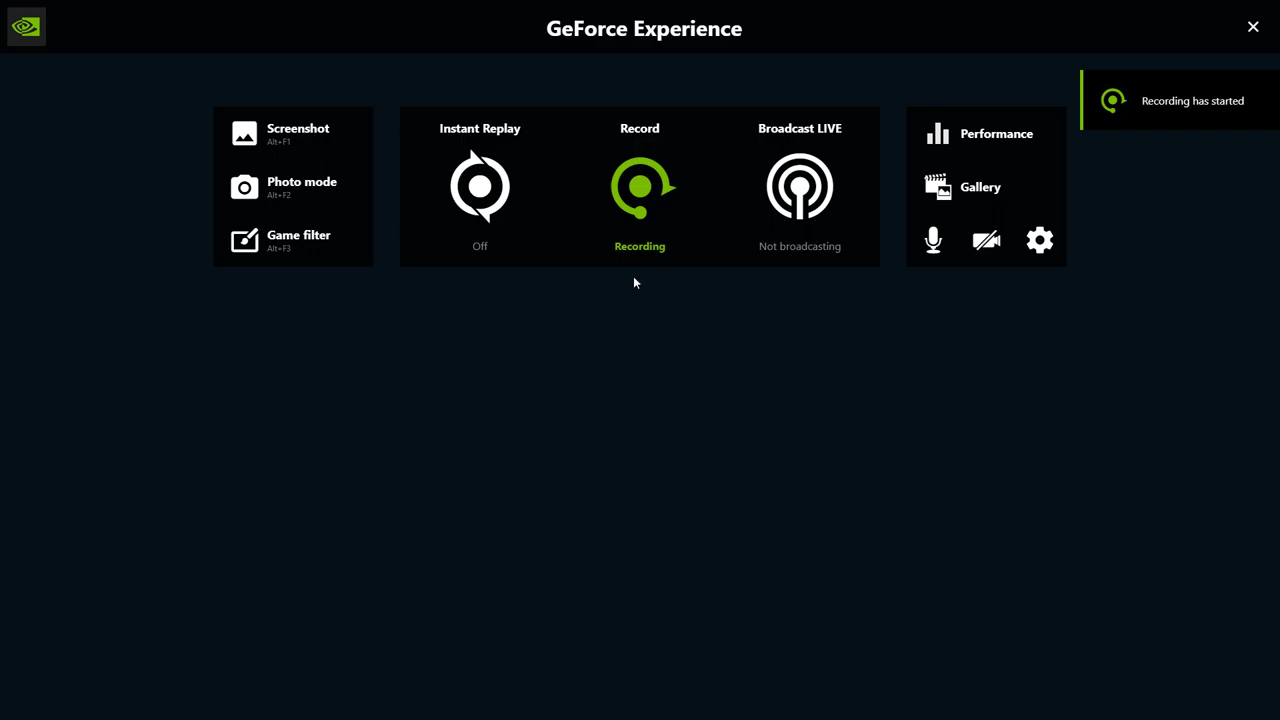 GeForce Experience
Recording has started
Screenshot
Alt+F1
Photo mode
Alt+F2
Game filter
Alt+F3
Instant Replay
Off
Record
Recording
Broadcast LIVE
Not broadcasting
Performance
Gallery